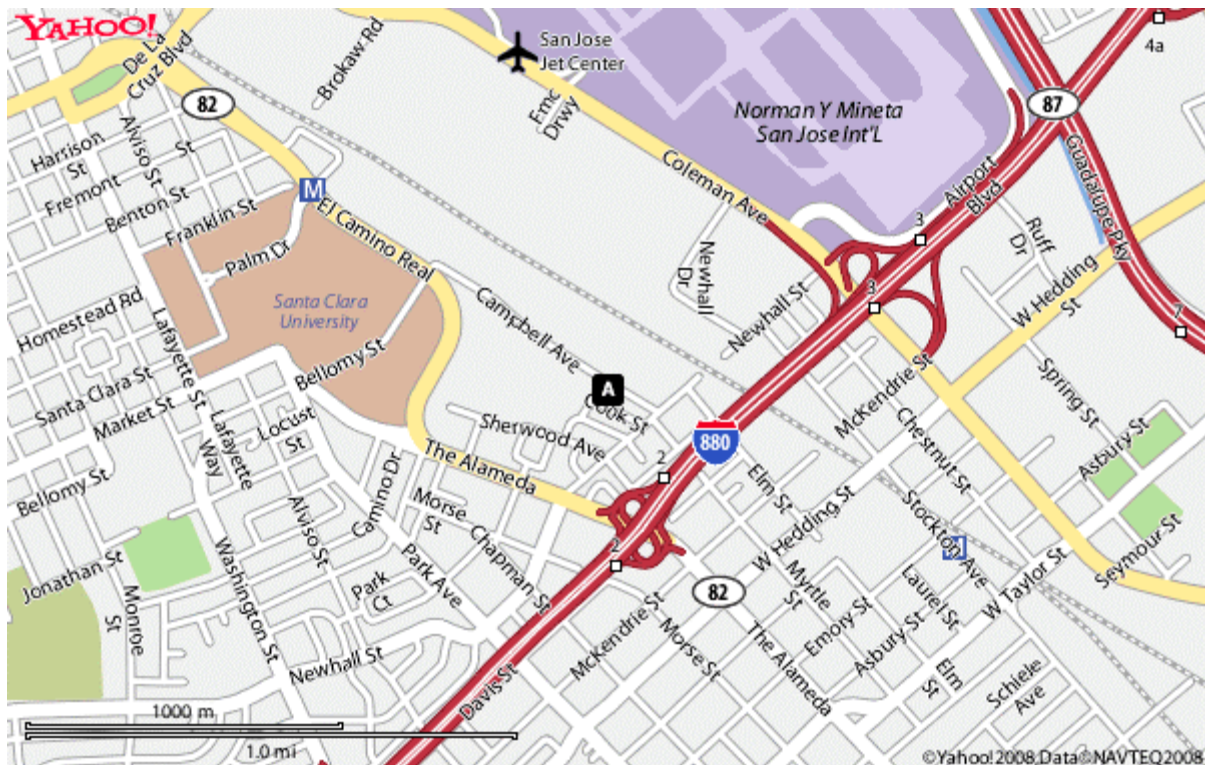 YAHOO!
De La
Cruz Blvd
82
Brokaw Rd
San Jose
Jet Center
Emc
Drwy
Norman Y Mineta
San Jose Int'L
87
4a
Guadalupe Pky
Airport
Blvd
Coleman Ave
Harrison
St
Alviso St
Fremont
St
Benton St
Franklin St
M
El Camino Real
Palm Dr
Santa Clara
University
Newhall
Dr
Newhall St
3
3
Ruff
Dr
W Hedding
St
7
Homestead Rd
Lafayette St
Campbell Ave
Bellomy St
Santa Clara St
Market St
A
Cook St
Sherwood Ave
McKendrie St
Spring St
Asbury St
Chestnut St
880
Lafayette
Way
Locust
St
The Alameda
2
Elm St
W Hedding St
Stockton Ave
M
Seymour St
Bellomy St
Alviso St
Camino Dr
Morse
St
Chapman St
2
82
Myrtle
St
Laurel St
W Taylor St
Jonathan St
Monroe
St
Washington St
Park
Ct
Park Ave
McKendrie St
Morse St
The Alameda
Emory St
Asbury St
Elm
St
Schiele
Ave
Newhall St
Davis St
1000 m
1.0 mi
©Yahoo!2008,Data©NAVTEQ2008